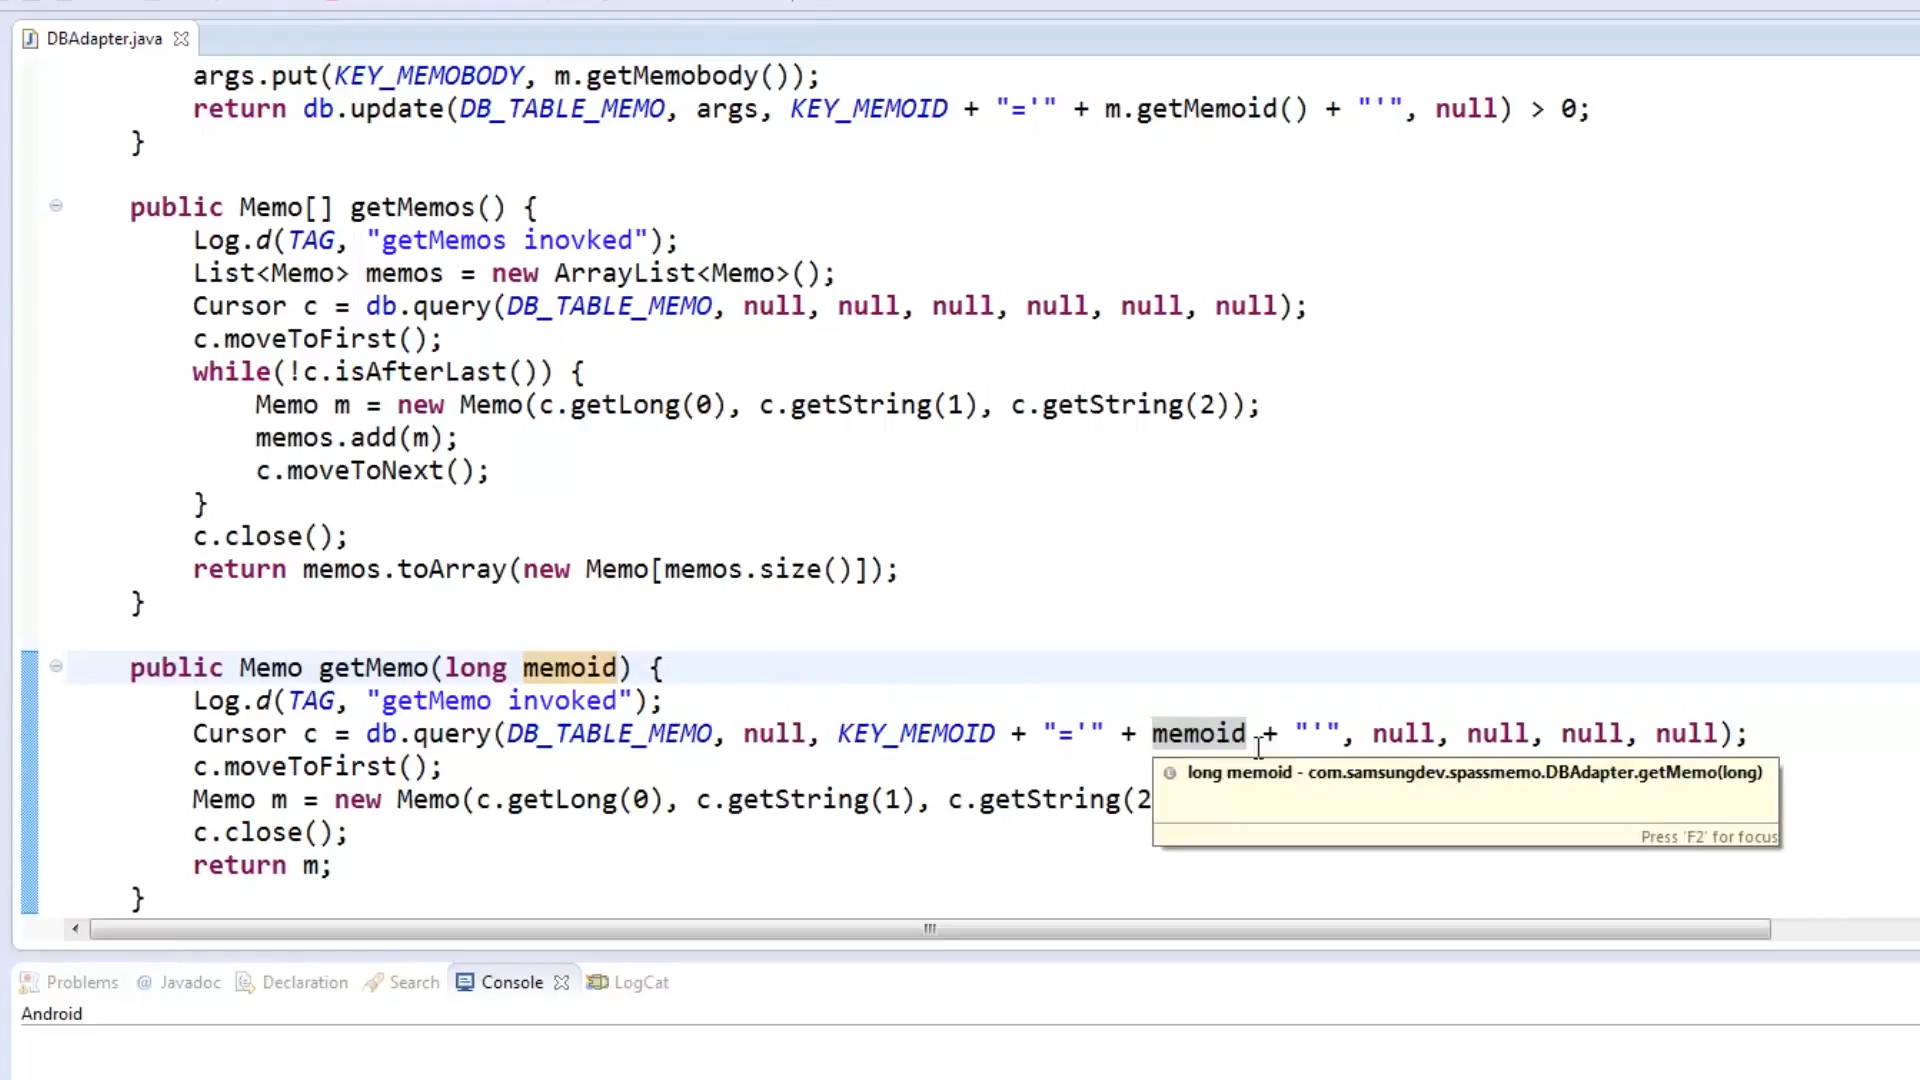 DBAdapter.java
args.put(KEY_MEMOBODY, m.getMemobody());
return db.update(DB_TABLE_MEMO, args, KEY_MEMOID + "='" + m.getMemoid() + "'", null) > 0;
}
public Memo[] getMemos() {
Log.d(TAG, "getMemos inovked");
List<Memo> memos = new ArrayList<Memo>();
Cursor c = db.query(DB_TABLE_MEMO, null, null, null, null, null, null);
c.moveToFirst();
while(!c.isAfterLast()) {
Memo m = new Memo(c.getLong(0), c.getString(1), c.getString(2));
memos.add(m);
c.moveToNext();
}
c.close();
return memos.toArray(new Memo[memos.size()]);
}
public Memo getMemo(long memoid) {
Log.d(TAG, "getMemo invoked");
Cursor c = db.query(DB_TABLE_MEMO, null, KEY_MEMOID + "='" + memoid + "'", null, null, null, null);
c.moveToFirst();
long memoid - com.samsungdev.spassmemo.DBAdapter.getMemo(long)
Memo m = new Memo(c.getLong(0), c.getString(1), c.getString(2
c.close();
Press 'F2' for focus
return m;
}
Problems @ Javadoc Declaration Search Console LogCat
Android